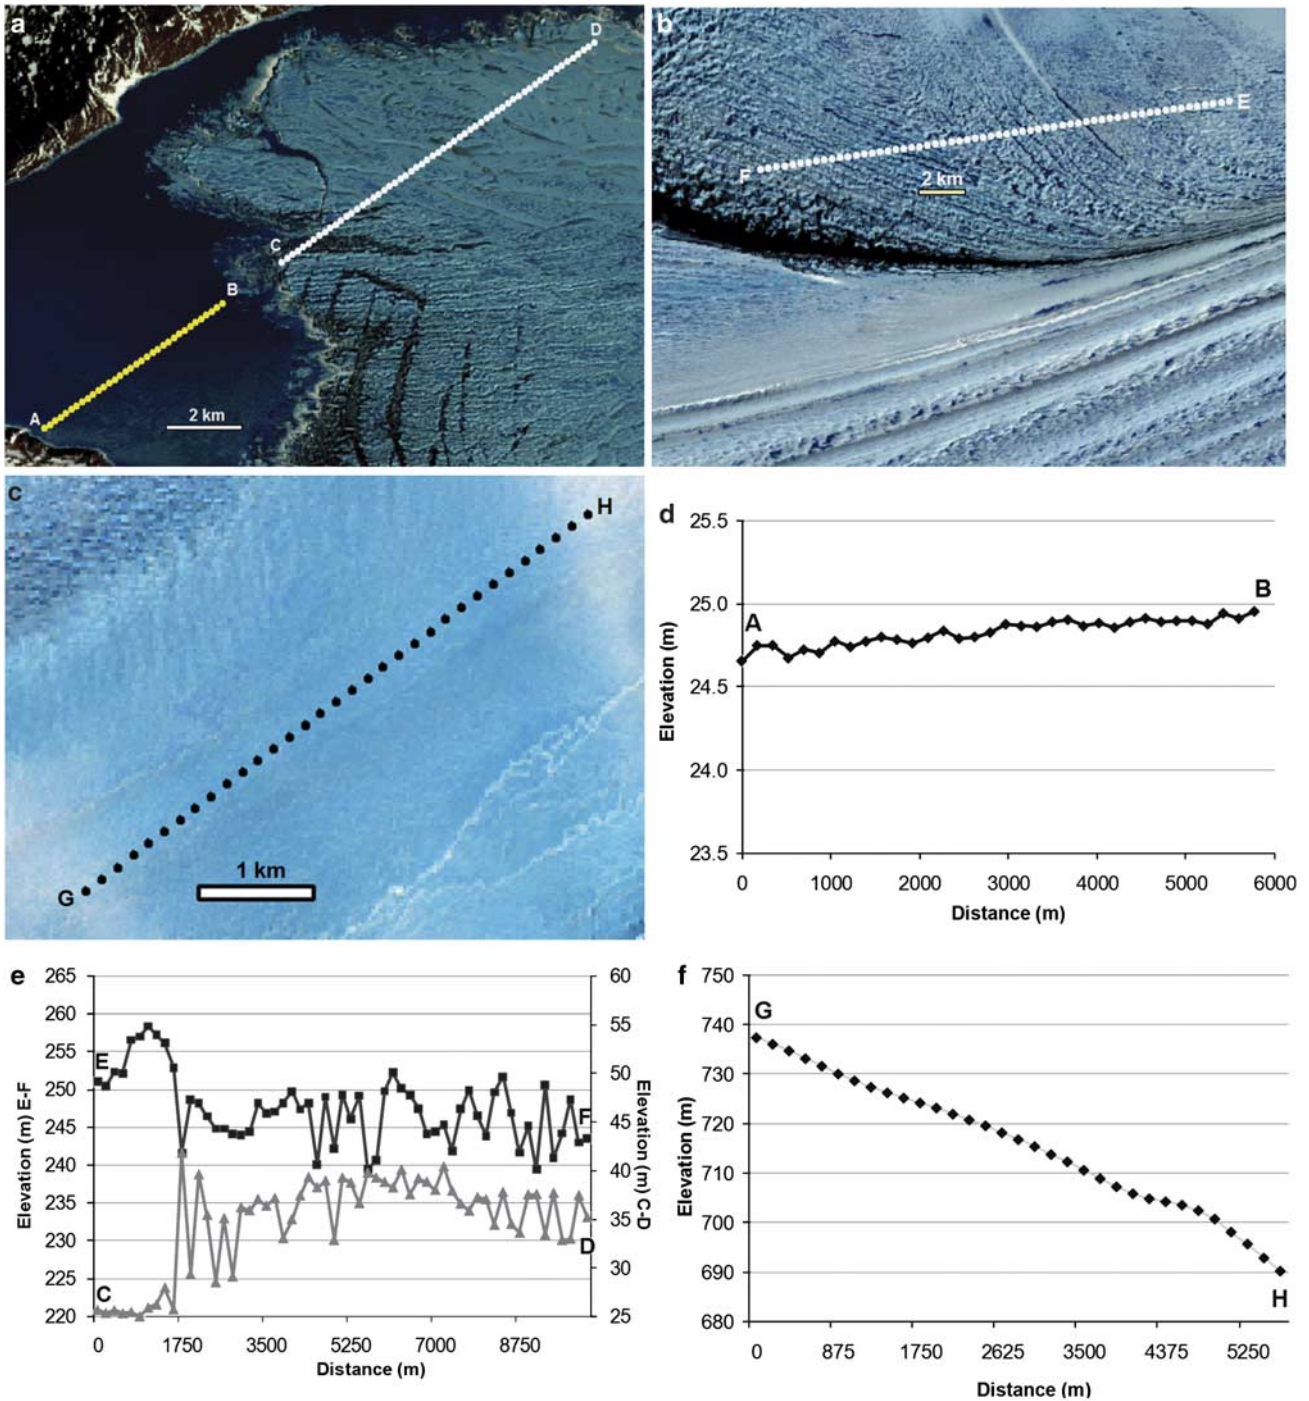 a
D
C
B
A
2 km
b
E
F
2 km
c
H
G
1 km
d
25.5
25.0
24.5
24.0
23.5
Elevation (m)
A
B
0 1000 2000 3000 4000 5000 6000
Distance (m)
e
265
260
255
250
245
240
235
230
225
220
Elevation (m) E-F
E
F
C
D
60
55
50
45
40
35
30
25
Elevation (m) C-D
0 1750 3500 5250 7000 8750
Distance (m)
f
750
740
730
720
710
700
690
680
Elevation (m)
G
H
0 875 1750 2625 3500 4375 5250
Distance (m)